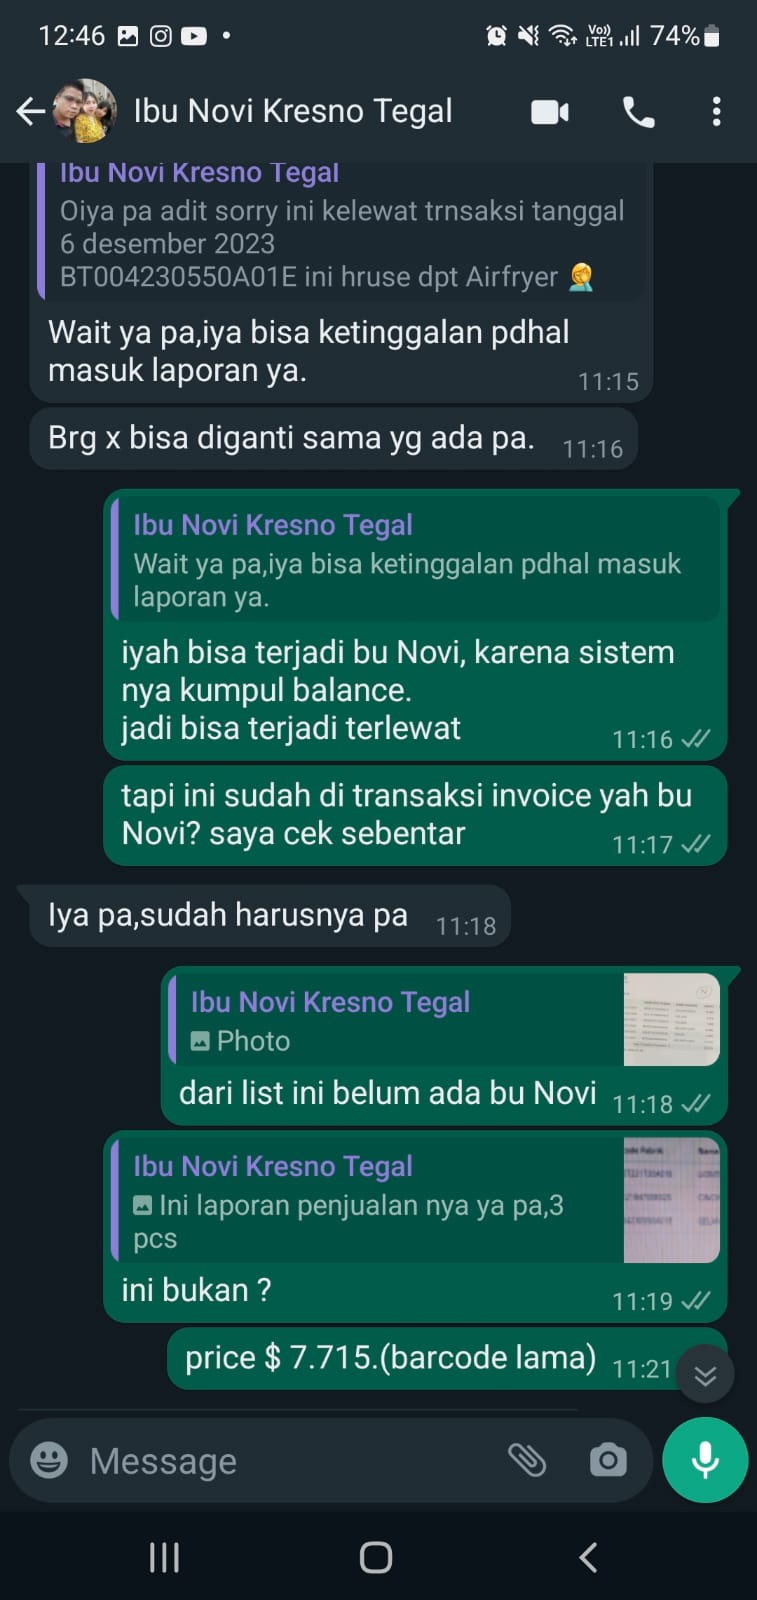 12:46
Vo))
LTE1
74%
Ibu Novi Kresno Tegal
Ibu Novi Kresno Tegal
Oiya pa adit sorry ini kelewat trnsaksi tanggal
6 desember 2023
BT004230550A01E ini hruse dpt Airfryer 🤦
Wait ya pa,iya bisa ketinggalan pdhal
masuk laporan ya.
11:15
Brg x bisa diganti sama yg ada pa.
11:16
Ibu Novi Kresno Tegal
Wait ya pa,iya bisa ketinggalan pdhal masuk
laporan ya.
iyah bisa terjadi bu Novi, karena sistem
nya kumpul balance.
jadi bisa terjadi terlewat
11:16
tapi ini sudah di transaksi invoice yah bu
Novi? saya cek sebentar
11:17
Iya pa,sudah harusnya pa
11:18
Ibu Novi Kresno Tegal
Photo
dari list ini belum ada bu Novi
11:18
Ibu Novi Kresno Tegal
Ini laporan penjualan nya ya pa,3
pcs
ini bukan ?
11:19
price $ 7.715.(barcode lama)
11:21
Message